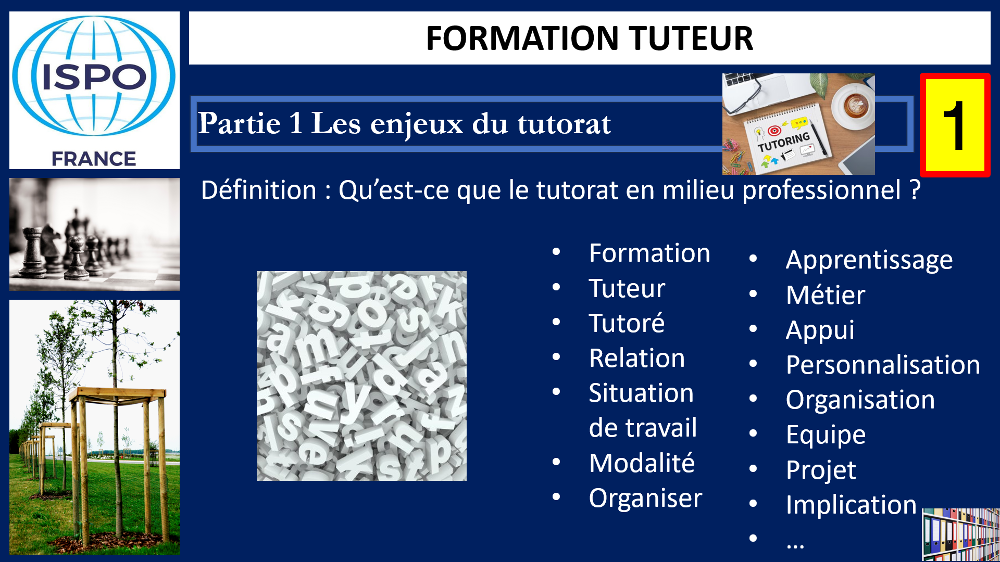 ISPO
FRANCE
FORMATION TUTEUR
Partie 1 Les enjeux du tutorat
TUTORING
1
Définition : Qu’est-ce que le tutorat en milieu professionnel ?
• Formation
• Tuteur
• Tutoré
• Relation
• Situation
de travail
• Modalité
• Organiser
• Apprentissage
• Métier
• Appui
• Personnalisation
• Organisation
• Equipe
• Projet
• Implication
• ...